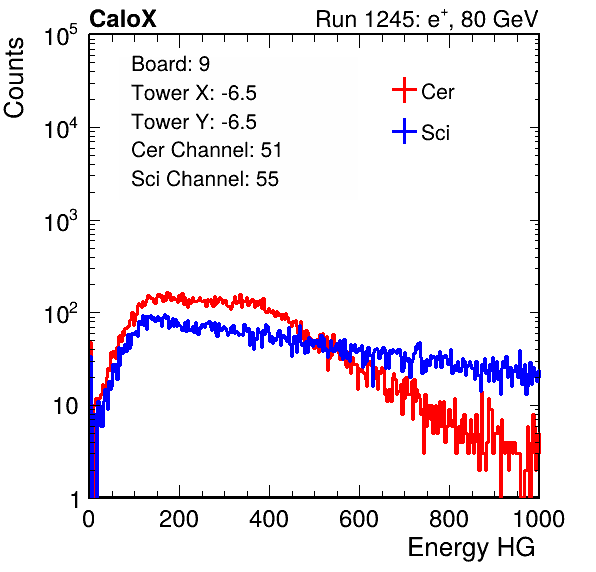 CaloX Run 1245: e⁺, 80 GeV
Counts
Board: 9
Tower X: -6.5
Tower Y: -6.5
Cer Channel: 51
Sci Channel: 55
Cer
Sci
10⁵
10⁴
10³
10²
10
1
0 200 400 600 800 1000
Energy HG